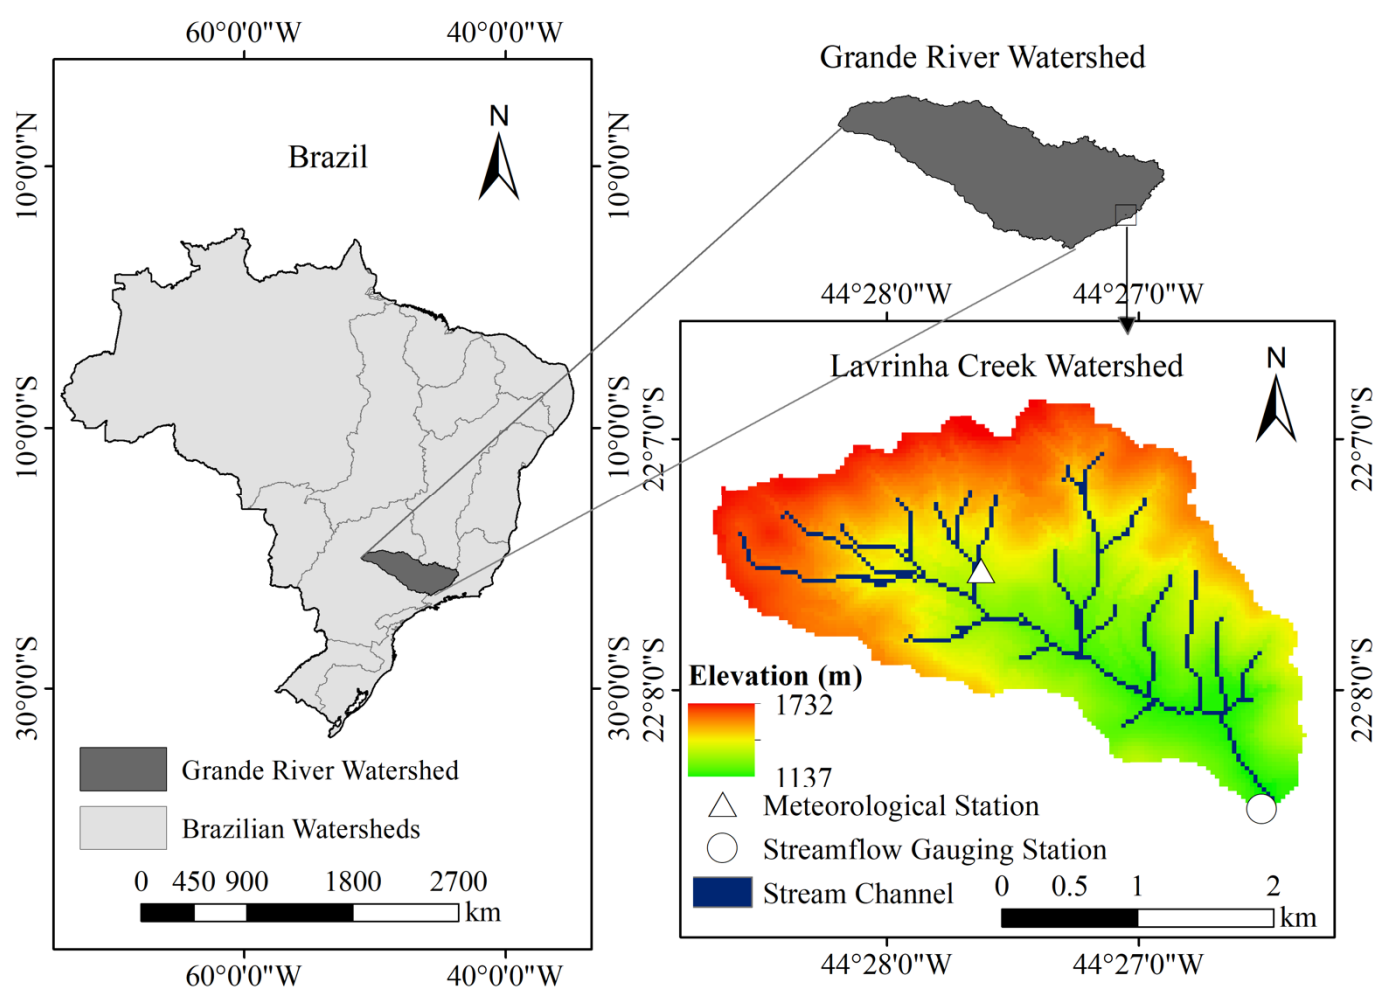 60°0'0"W 40°0'0"W
Grande River Watershed
N
Brazil
10°0'0"N 10°0'0"N
44°28'0"W 44°27'0"W
Lavrinha Creek Watershed
N
10°0'0"S 10°0'0"S
22°7'0"S 22°7'0"S
30°0'0"S 30°0'0"S
22°8'0"S 22°8'0"S
Elevation (m)
1732
1137
Grande River Watershed
Brazilian Watersheds
Meteorological Station
Streamflow Gauging Station
Stream Channel
0 450 900 1800 2700
km
0 0.5 1 2
km
60°0'0"W 40°0'0"W
44°28'0"W 44°27'0"W